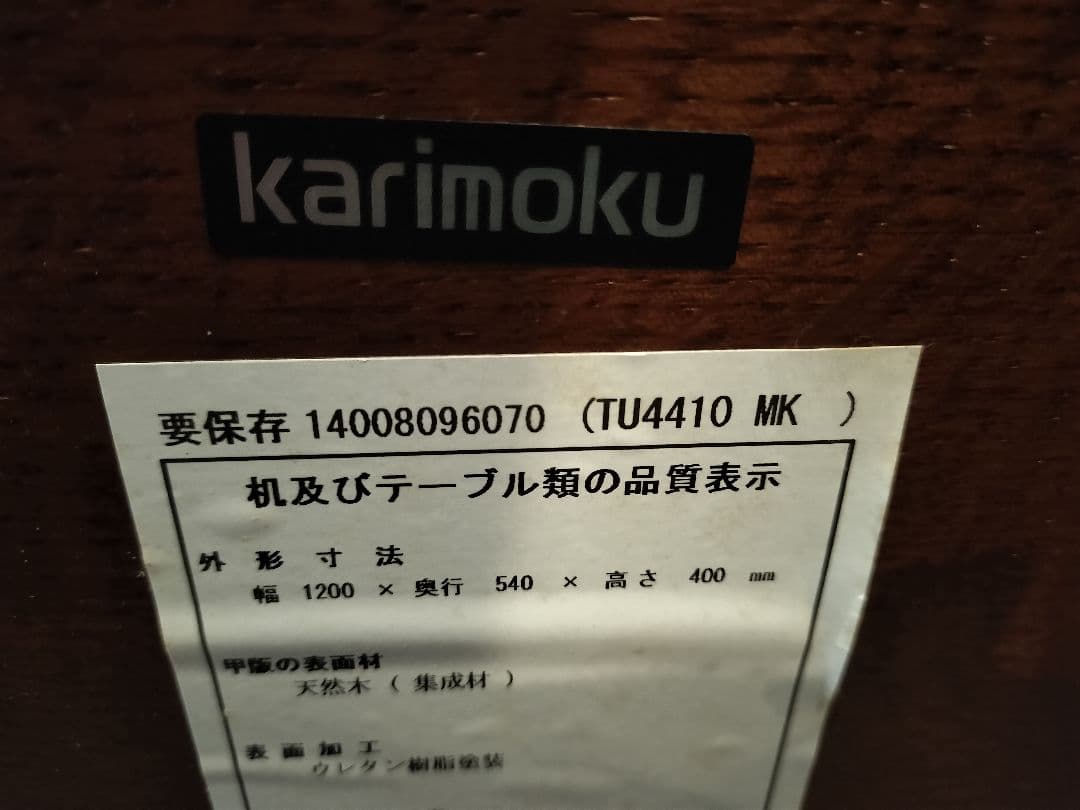 karimoku
要保存 14008096070 (TU4410 MK )
机及びテーブル類の品質表示
外 形 寸 法
幅 1200 × 奥行 540 × 高さ 400 mm
甲版の表面材
天然木 ( 集成材 )
表 面 加 工
ウレタン樹脂塗装